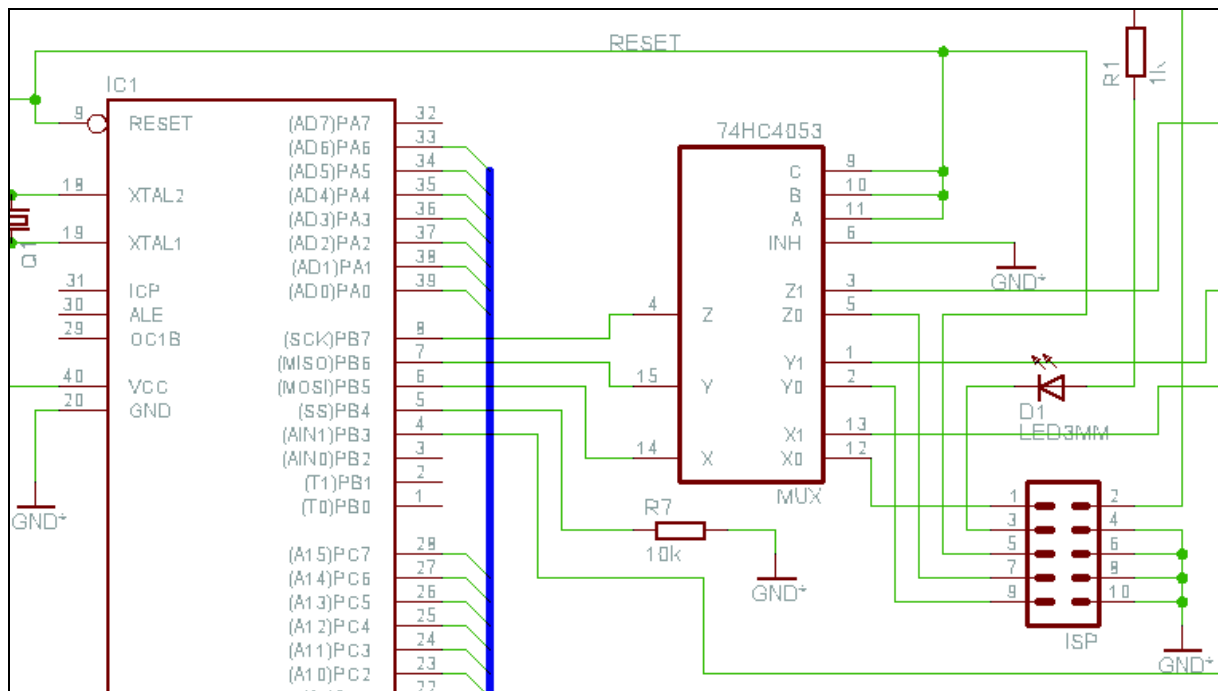 RESET
IC1
9 RESET
18 XTAL2
19 XTAL1
Q1
31 ICP
30 ALE
29 OC1B
40 VCC
20 GND
GND*
(AD7)PA7 32
(AD6)PA6 33
(AD5)PA5 34
(AD4)PA4 35
(AD3)PA3 36
(AD2)PA2 37
(AD1)PA1 38
(AD0)PA0 39
(SCK)PB7 8
(MISO)PB6 7
(MOSI)PB5 6
(SS)PB4 5
(AIN1)PB3 4
(AIN0)PB2 3
(T1)PB1 2
(T0)PB0 1
(A15)PC7 28
(A14)PC6 27
(A13)PC5 26
(A12)PC4 25
(A11)PC3 24
(A10)PC2 23
22
R7
10k
GND*
74HC4053
4 Z
15 Y
14 X
C 9
B 10
A 11
INH 6
Z1 3
Z0 5
Y1 1
Y0 2
X1 13
X0 12
MUX
GND*
R1
1k
D1
LED3MM
1 2
3 4
5 6
7 8
9 10
ISP
GND*